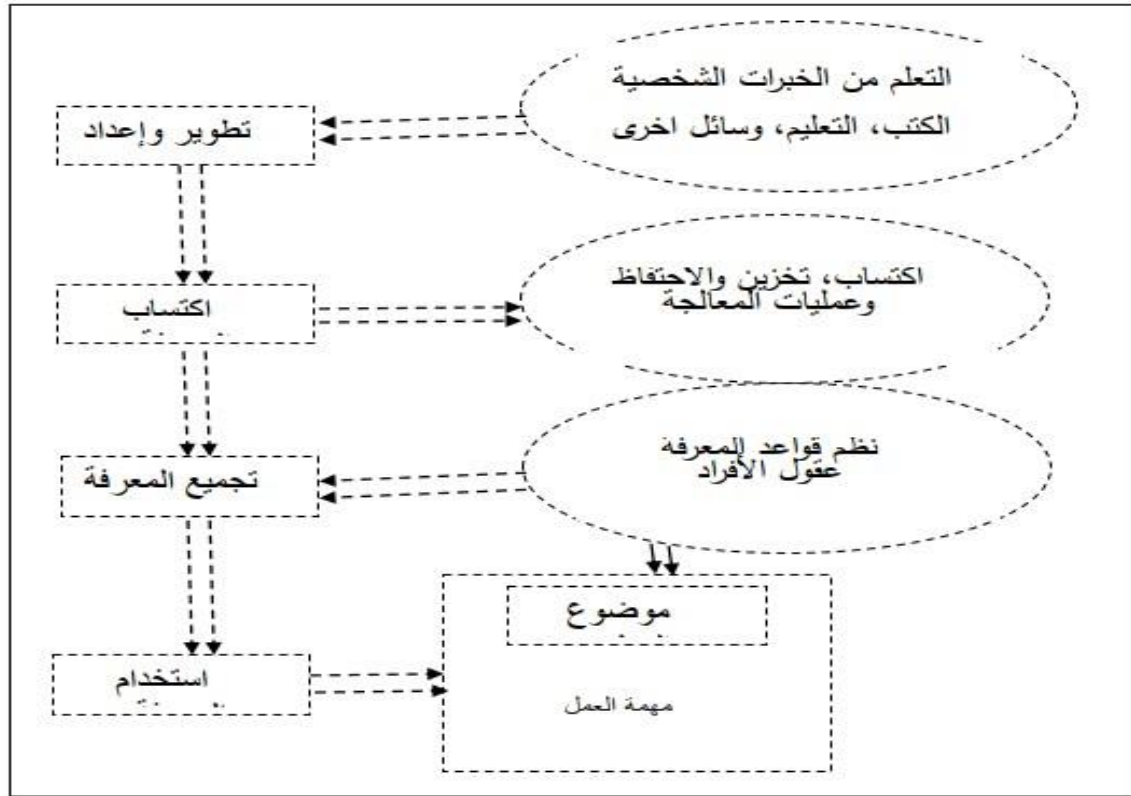 التعلم من الخبرات الشخصية
الكتب، التعليم، وسائل اخرى
تطوير وإعداد
اكتساب، تخزين والاحتفاظ
وعمليات المعالجة
اكتساب
نظم قواعد المعرفة
عقول الأفراد
تجميع المعرفة
موضوع
استخدام
مهمة العمل